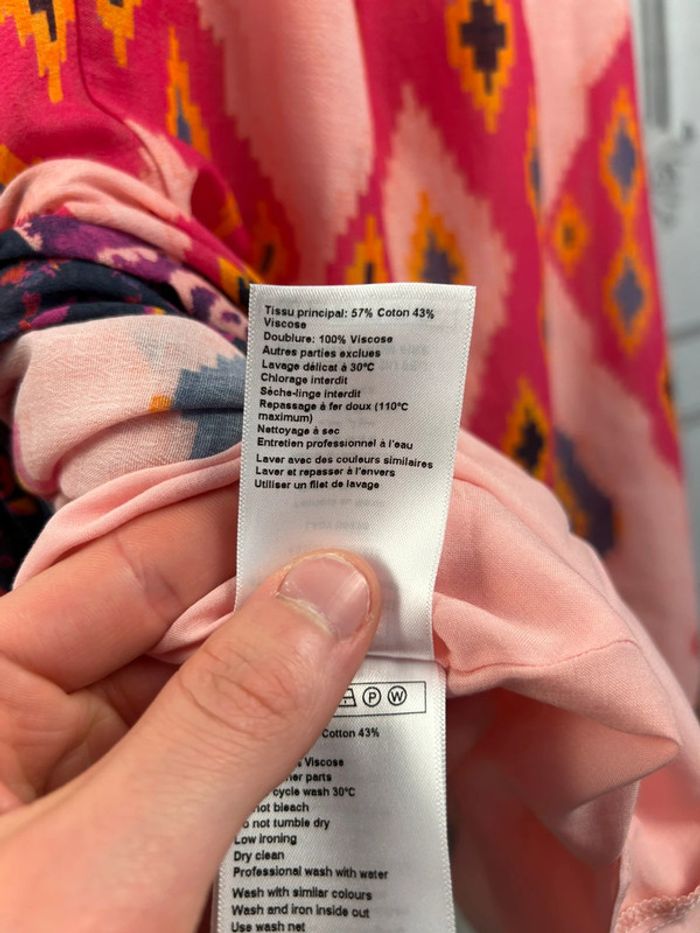 Tissu principal: 57% Coton 43%
Viscose
Doublure: 100% Viscose
Autres parties exclues
Lavage délicat à 30°C
Chlorage interdit
Sèche-linge interdit
Repassage à fer doux (110°C
maximum)
Nettoyage à sec
Entretien professionnel à l'eau
Laver avec des couleurs similaires
Laver et repasser à l'envers
Utiliser un filet de lavage
P W
Cotton 43%
Viscose
parts
cycle wash 30°C
not bleach
not tumble dry
Low ironing
Dry clean
Professional wash with water
Wash with similar colours
Wash and iron inside out
Use wash net